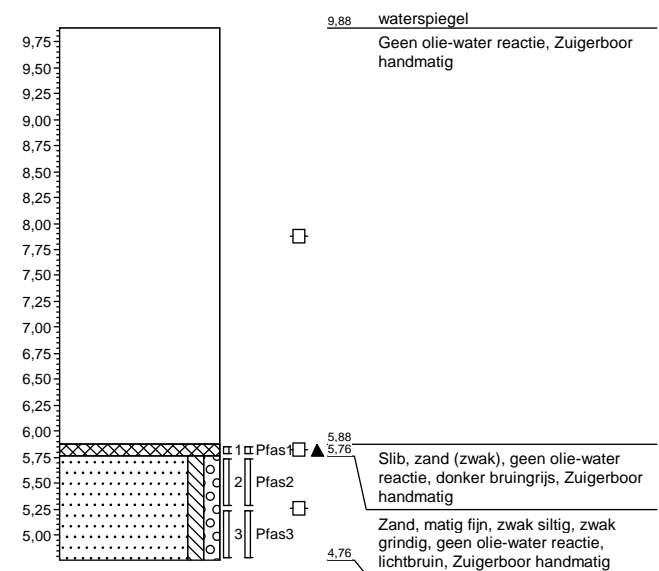 9,88 waterspiegel
Geen olie-water reactie, Zuigerboor
handmatig
9,75
9,50
9,25
9,00
8,75
8,50
8,25
8,00
7,75
7,50
7,25
7,00
6,75
6,50
6,25
6,00
5,75
5,50
5,25
5,00
1 Pfas1
2 Pfas2
3 Pfas3
5,88
5,76
Slib, zand (zwak), geen olie-water
reactie, donker bruingrijs, Zuigerboor
handmatig
Zand, matig fijn, zwak siltig, zwak
grindig, geen olie-water reactie,
lichtbruin, Zuigerboor handmatig
4,76